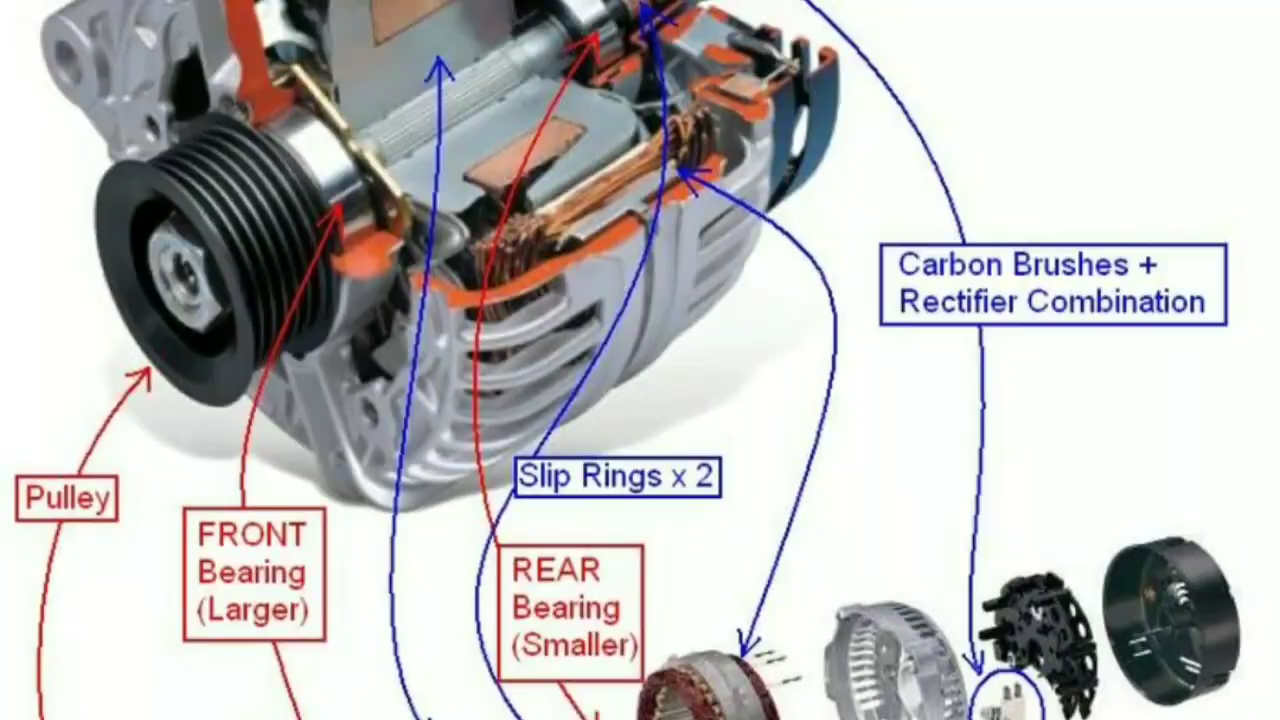 Carbon Brushes +
Rectifier Combination
Slip Rings x 2
Pulley
FRONT
Bearing
(Larger)
REAR
Bearing
(Smaller)